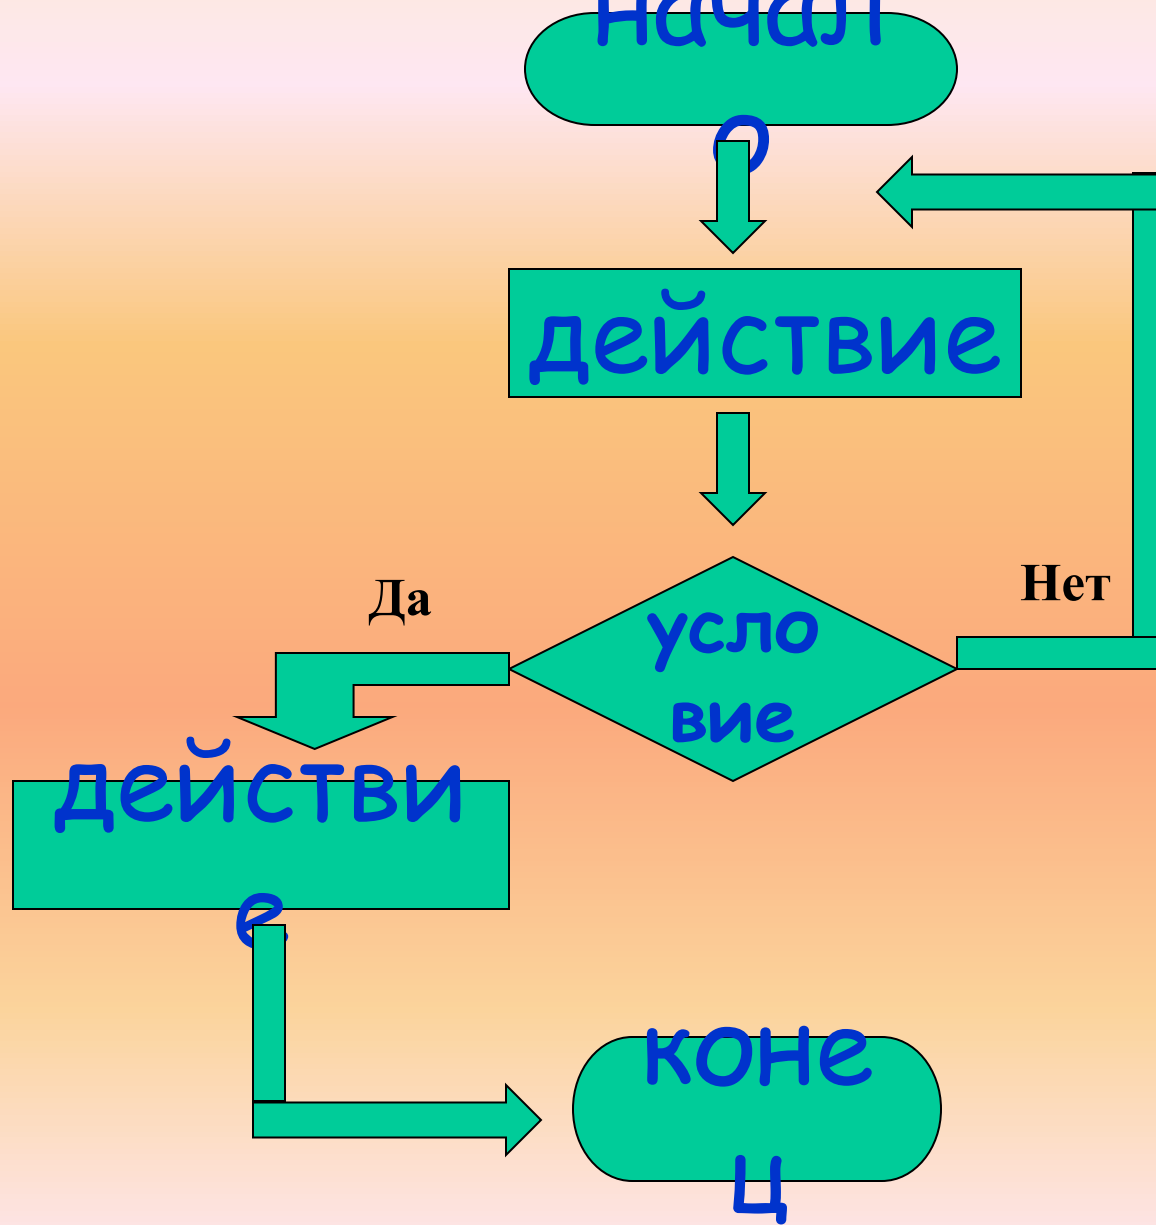 начал
о
действие
Да
Нет
усло
вие
действи
е
коне
ц